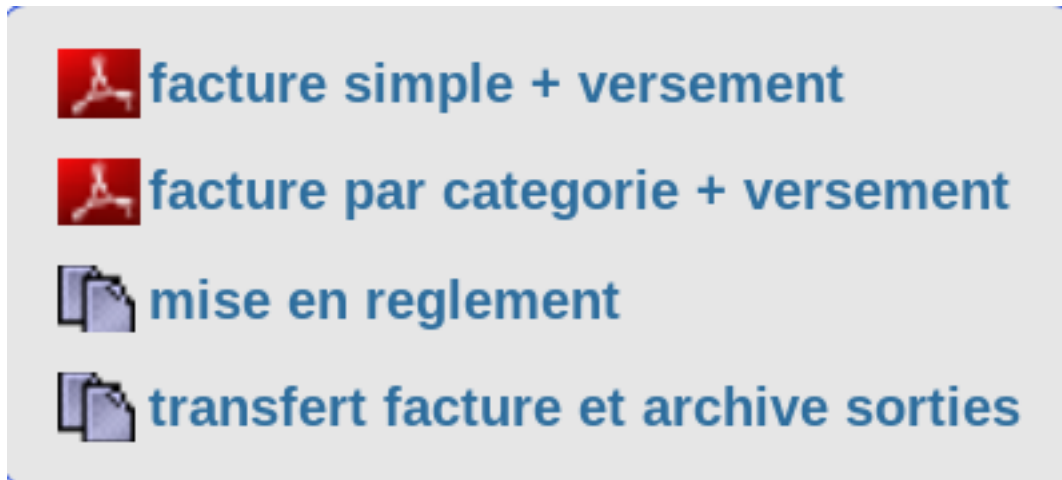 facture simple + versement
facture par categorie + versement
mise en reglement
transfert facture et archive sorties